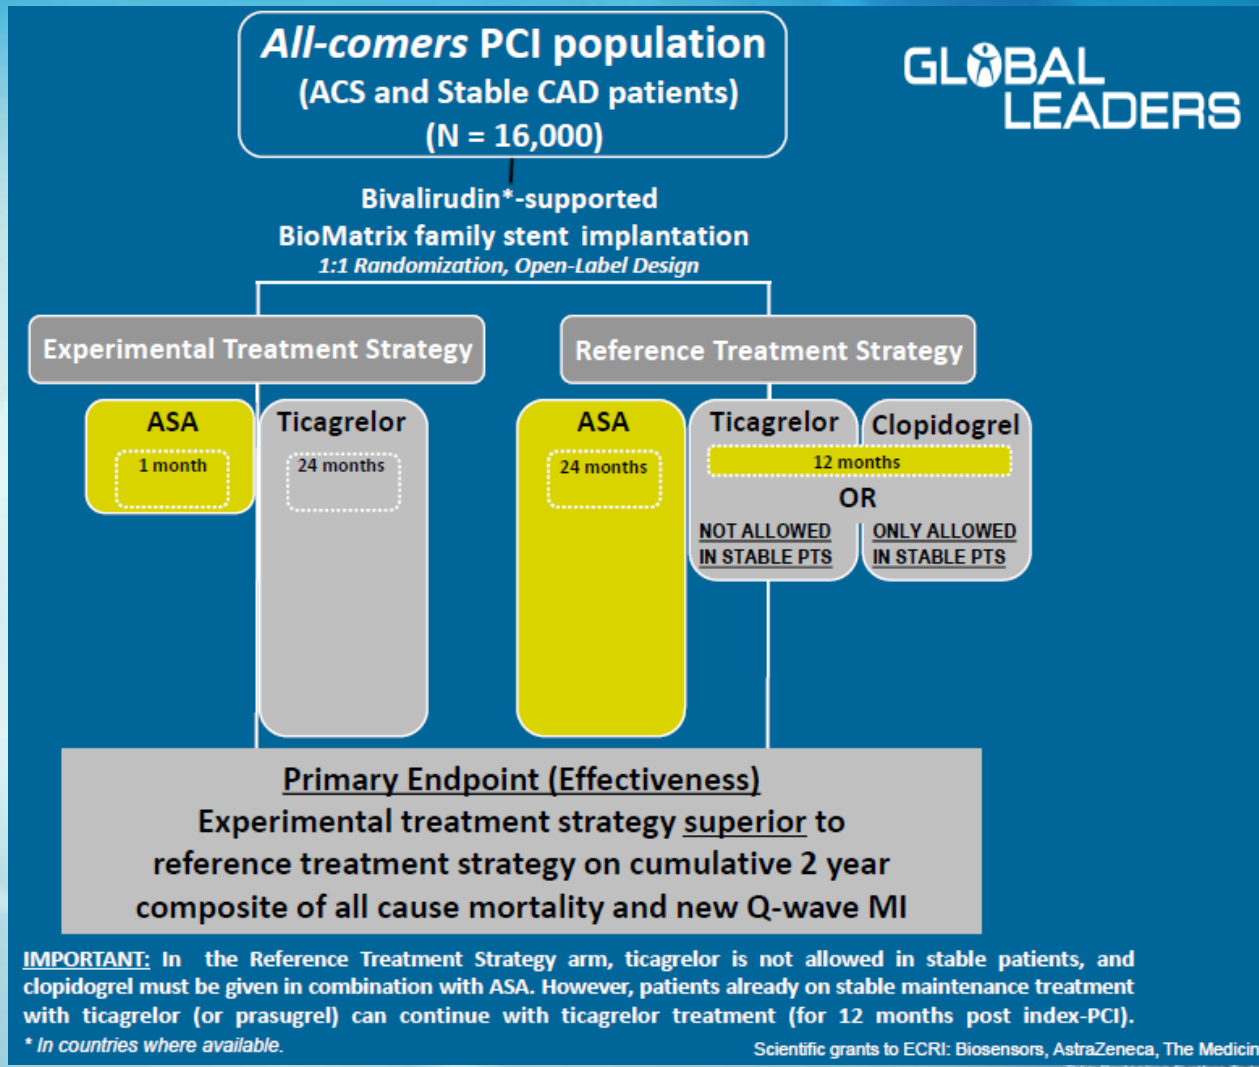 All-comers PCI population
(ACS and Stable CAD patients)
(N = 16,000)
GLOBAL
LEADERS
Bivalirudin*-supported
BioMatrix family stent implantation
1:1 Randomization, Open-Label Design
Experimental Treatment Strategy
Reference Treatment Strategy
ASA
1 month
Ticagrelor
24 months
ASA
24 months
Ticagrelor
Clopidogrel
12 months
OR
NOT ALLOWED
IN STABLE PTS
ONLY ALLOWED
IN STABLE PTS
Primary Endpoint (Effectiveness)
Experimental treatment strategy superior to
reference treatment strategy on cumulative 2 year
composite of all cause mortality and new Q-wave MI
IMPORTANT: In the Reference Treatment Strategy arm, ticagrelor is not allowed in stable patients, and
clopidogrel must be given in combination with ASA. However, patients already on stable maintenance treatment
with ticagrelor (or prasugrel) can continue with ticagrelor treatment (for 12 months post index-PCI).
* In countries where available.
Scientific grants to ECRI: Biosensors, AstraZeneca, The Medicin